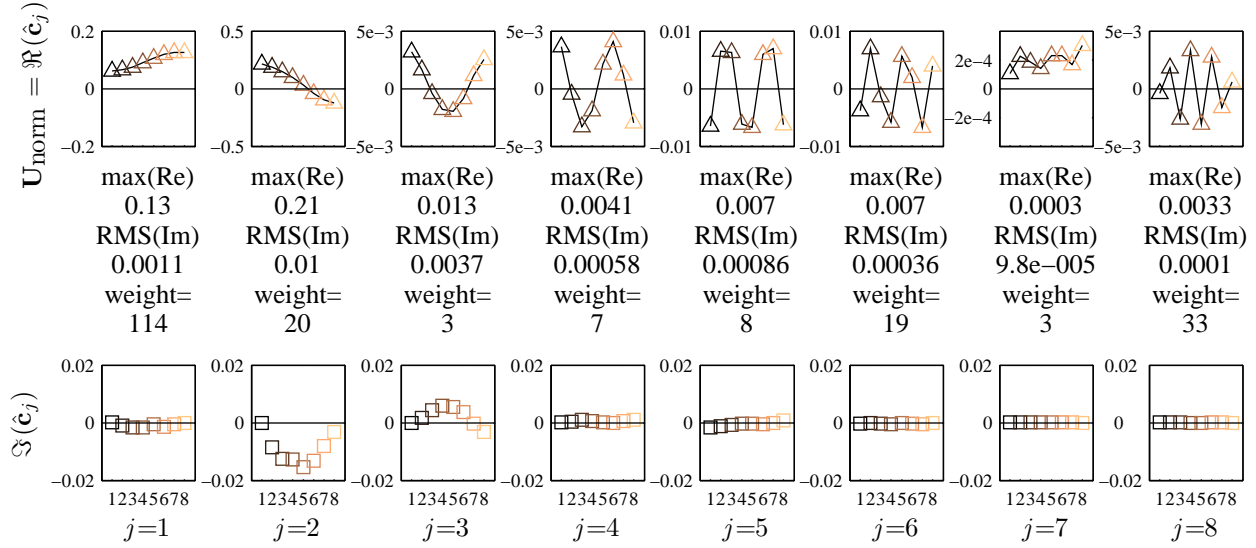 𝐔norm = ℜ(ĉⱼ)
0.2 0 −0.2
0.5 0 −0.5
5e−3 0 −5e−3
5e−3 0 −5e−3
0.01 0 −0.01
0.01 0 −0.01
2e−4 0 −2e−4
5e−3 0 −5e−3
max(Re) max(Re) max(Re) max(Re) max(Re) max(Re) max(Re) max(Re)
0.13 0.21 0.013 0.0041 0.007 0.007 0.0003 0.0033
RMS(Im) RMS(Im) RMS(Im) RMS(Im) RMS(Im) RMS(Im) RMS(Im) RMS(Im)
0.0011 0.01 0.0037 0.00058 0.00086 0.00036 9.8e−005 0.0001
weight= weight= weight= weight= weight= weight= weight= weight=
114 20 3 7 8 19 3 33
ℑ(ĉⱼ)
0.02 0.02 0.02 0.02 0.02 0.02 0.02 0.02
0 0 0 0 0 0 0 0
−0.02 −0.02 −0.02 −0.02 −0.02 −0.02 −0.02 −0.02
12345678 12345678 12345678 12345678 12345678 12345678 12345678 12345678
j=1 j=2 j=3 j=4 j=5 j=6 j=7 j=8